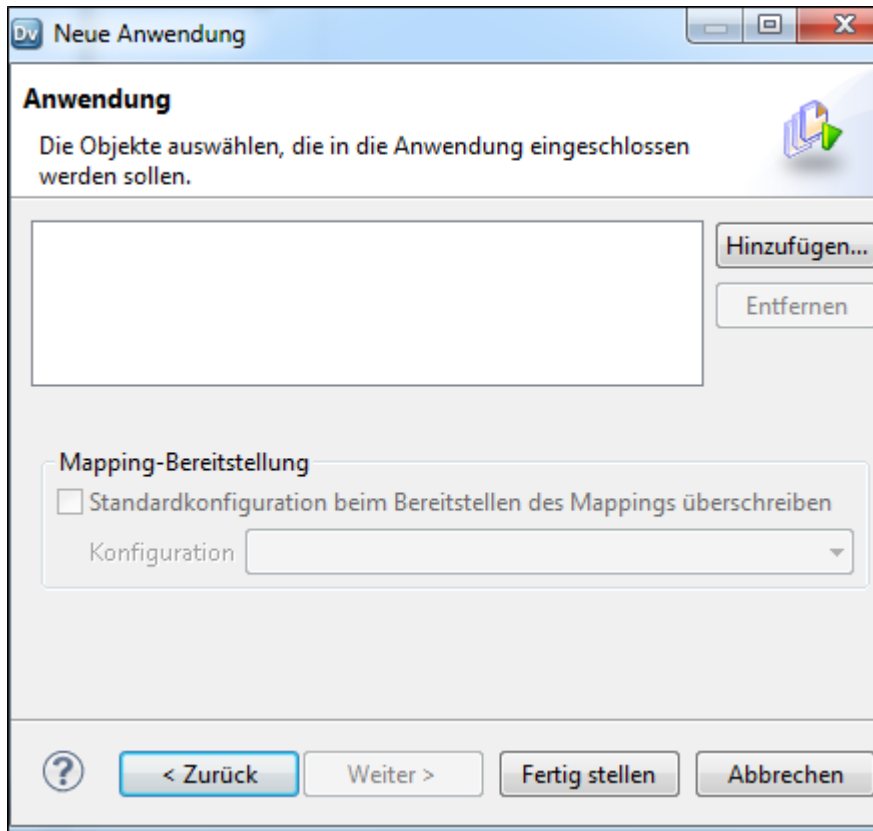 Dv Neue Anwendung
Anwendung
Die Objekte auswählen, die in die Anwendung eingeschlossen
werden sollen.
Hinzufügen...
Entfernen
Mapping-Bereitstellung
Standardkonfiguration beim Bereitstellen des Mappings überschreiben
Konfiguration
? < Zurück Weiter > Fertig stellen Abbrechen